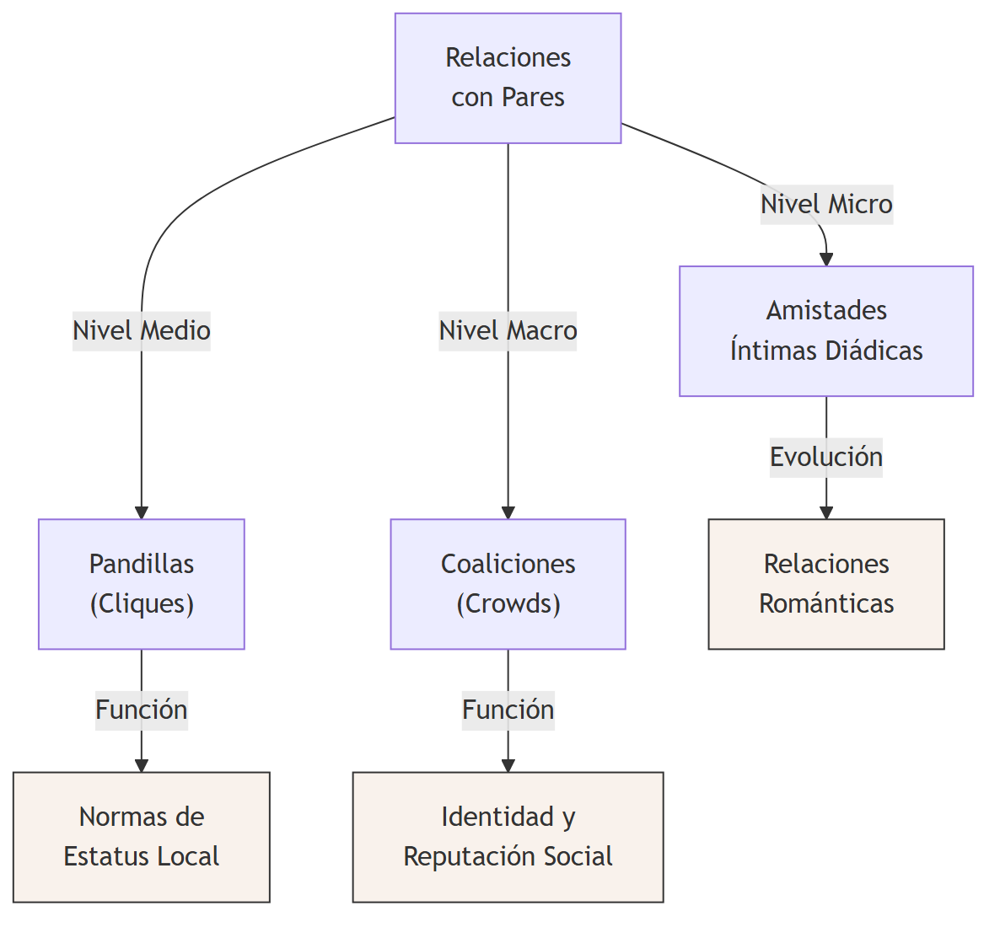 Relaciones
con Pares
Nivel Micro
Nivel Medio
Nivel Macro
Amistades
Íntimas Diádicas
Evolución
Pandillas
(Cliques)
Coaliciones
(Crowds)
Relaciones
Románticas
Función
Función
Normas de
Estatus Local
Identidad y
Reputación Social